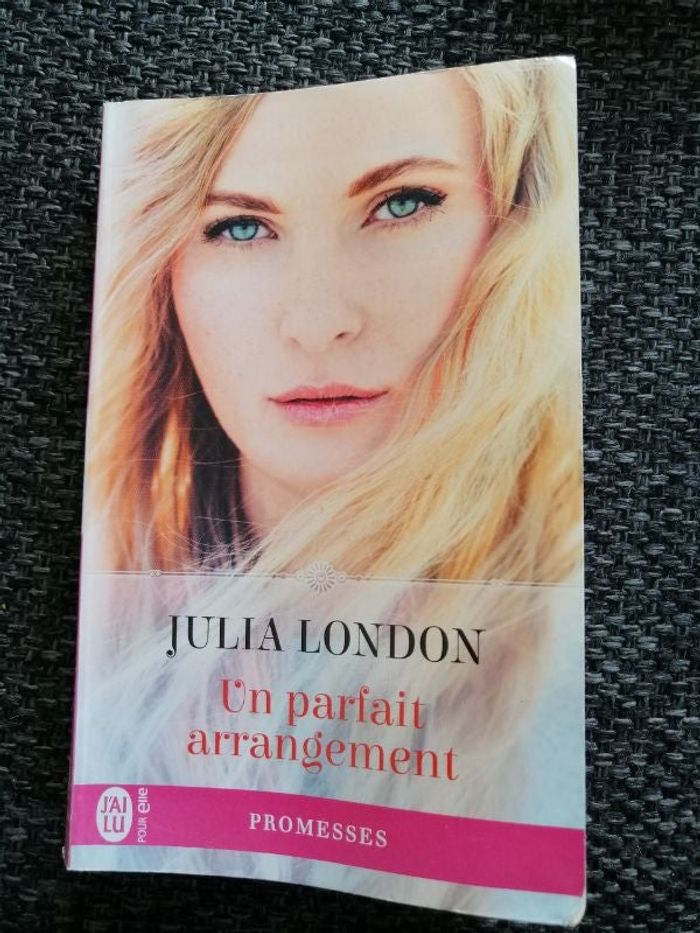 JULIA LONDON
Un parfait
arrangement
J'AI
LU
POUR elle
PROMESSES